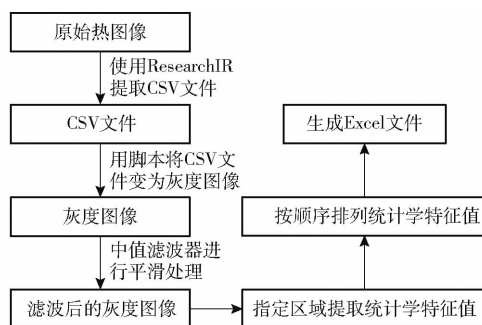 原始热图像
使用ResearchIR
提取CSV文件
CSV文件
用脚本将CSV文
件变为灰度图像
灰度图像
中值滤波器进
行平滑处理
滤波后的灰度图像
指定区域提取统计学特征值
按顺序排列统计学特征值
生成Excel文件